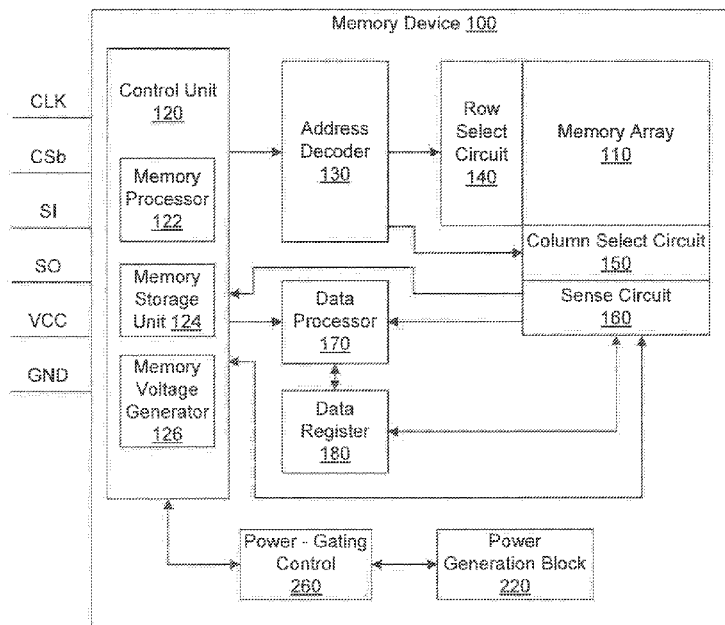 Memory Device 100
CLK
CSb
SI
SO
VCC
GND
Control Unit
120
Memory
Processor
122
Memory
Storage
Unit 124
Memory
Voltage
Generator
126
Address
Decoder
130
Row
Select
Circuit
140
Memory Array
110
Column Select Circuit
150
Sense Circuit
160
Data
Processor
170
Data
Register
180
Power - Gating
Control
260
Power
Generation Block
220